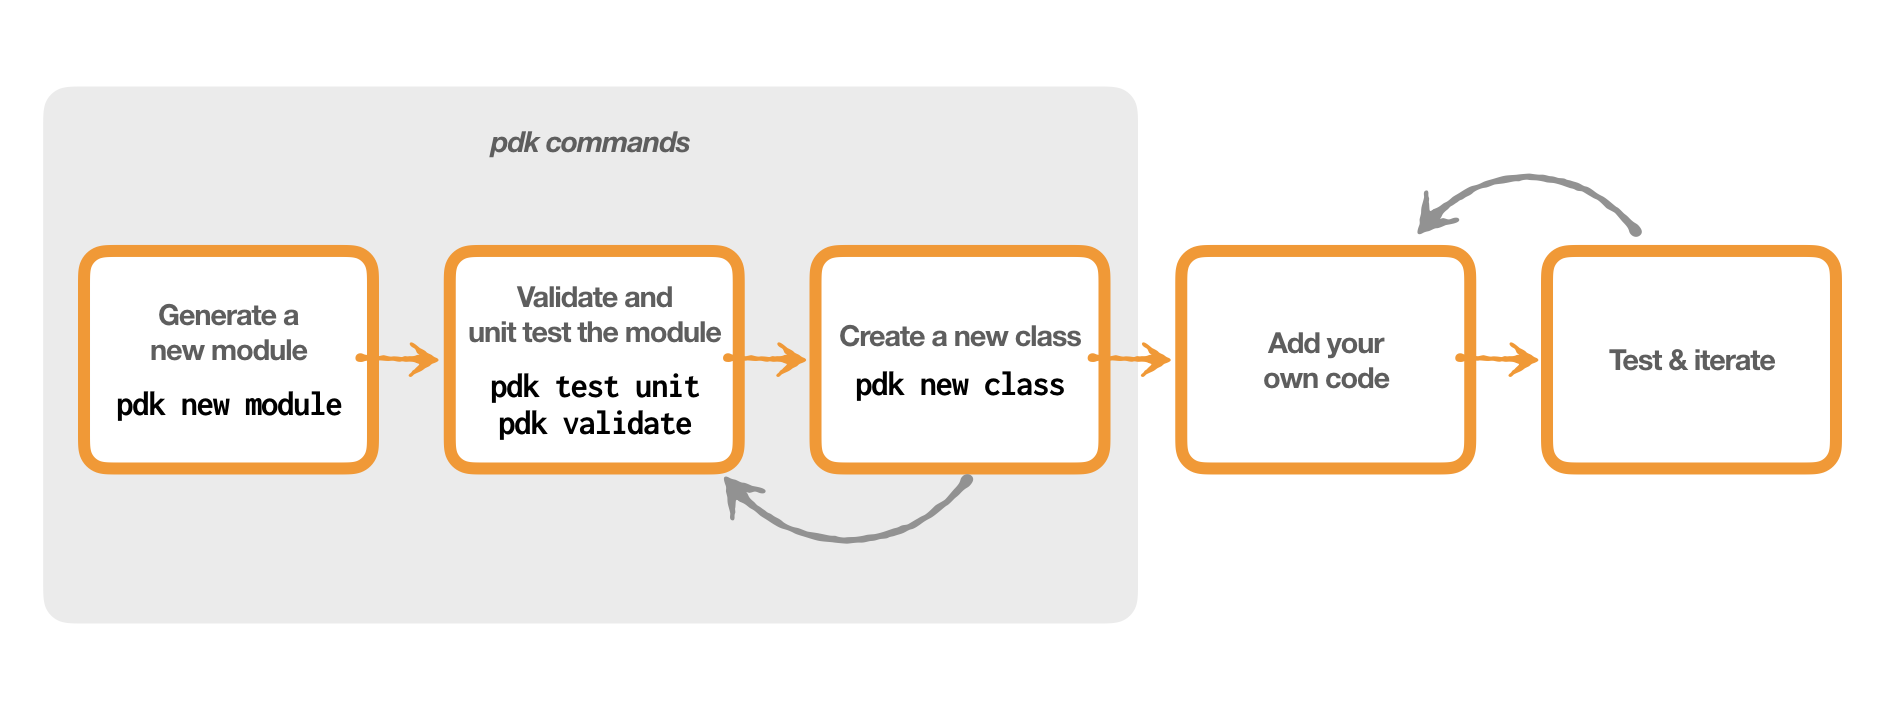 pdk commands
Generate a
new module
pdk new module
Validate and
unit test the module
pdk test unit
pdk validate
Create a new class
pdk new class
Add your
own code
Test & iterate